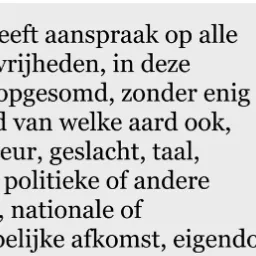 eeft aanspraak op alle
vrijheden, in deze
opgesomd, zonder enig
d van welke aard ook,
eur, geslacht, taal,
politieke of andere
, nationale of
elijke afkomst, eigendo